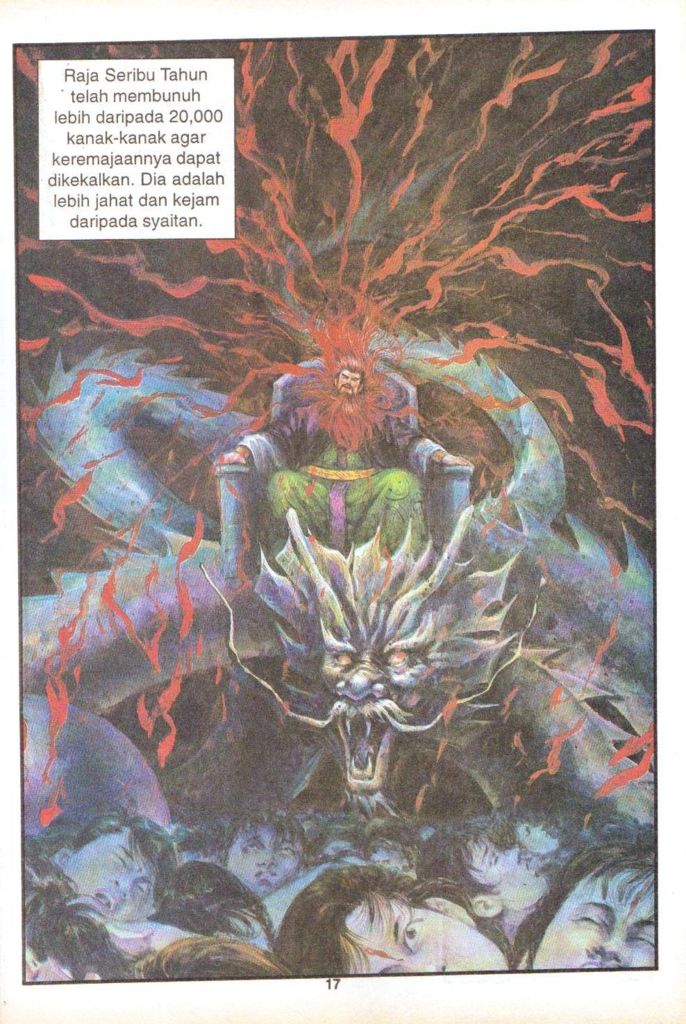 Raja Seribu Tahun
telah membunuh
lebih daripada 20,000
kanak-kanak agar
keremajaannya dapat
dikekalkan. Dia adalah
lebih jahat dan kejam
daripada syaitan.
17